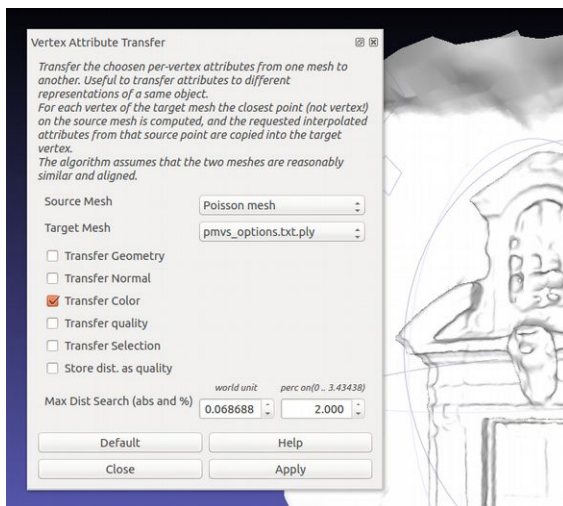 Vertex Attribute Transfer
Transfer the choosen per-vertex attributes from one mesh to
another. Useful to transfer attributes to different
representations of a same object.
For each vertex of the target mesh the closest point (not vertex!)
on the source mesh is computed, and the requested interpolated
attributes from that source point are copied into the target
vertex.
The algorithm assumes that the two meshes are reasonably
similar and aligned.
Source Mesh Poisson mesh
Target Mesh pmvs_options.txt.ply
Transfer Geometry
Transfer Normal
Transfer Color
Transfer quality
Transfer Selection
Store dist. as quality
world unit perc on(0 .. 3.43438)
Max Dist Search (abs and %) 0.068688 2.000
Default Help
Close Apply